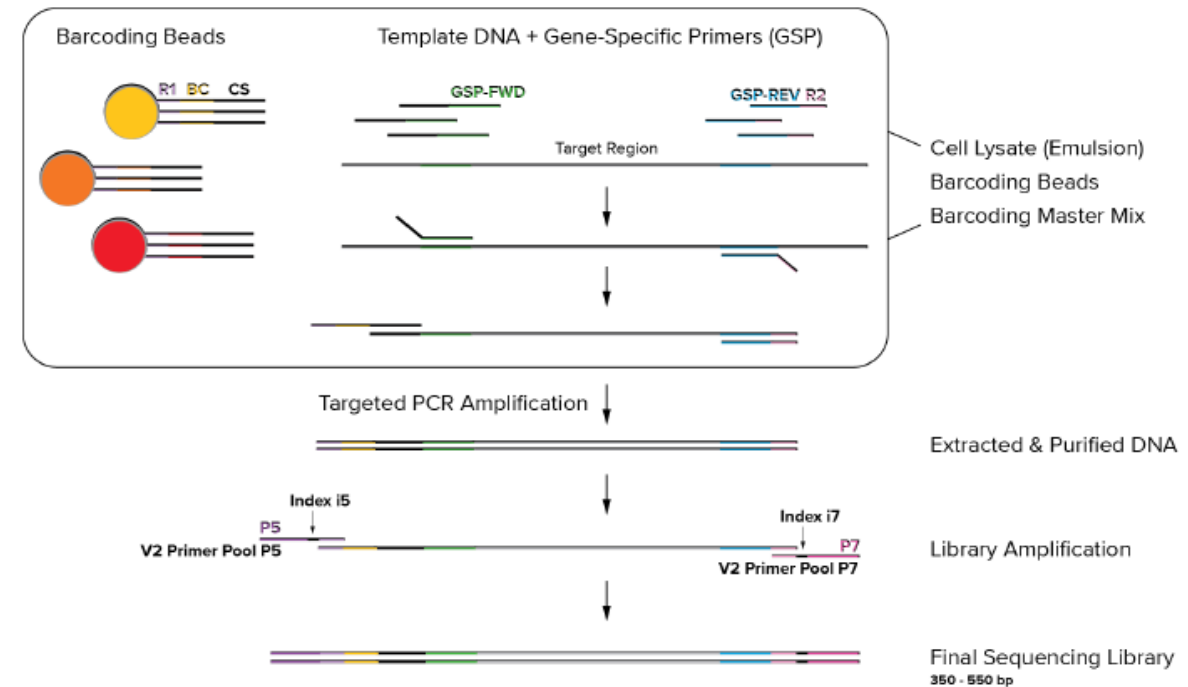 Barcoding Beads
Template DNA + Gene-Specific Primers (GSP)
R1 BC CS
GSP-FWD
GSP-REV R2
Target Region
Cell Lysate (Emulsion)
Barcoding Beads
Barcoding Master Mix
Targeted PCR Amplification
Extracted & Purified DNA
Index i5
P5
V2 Primer Pool P5
Index i7
P7
V2 Primer Pool P7
Library Amplification
Final Sequencing Library
350 - 550 bp